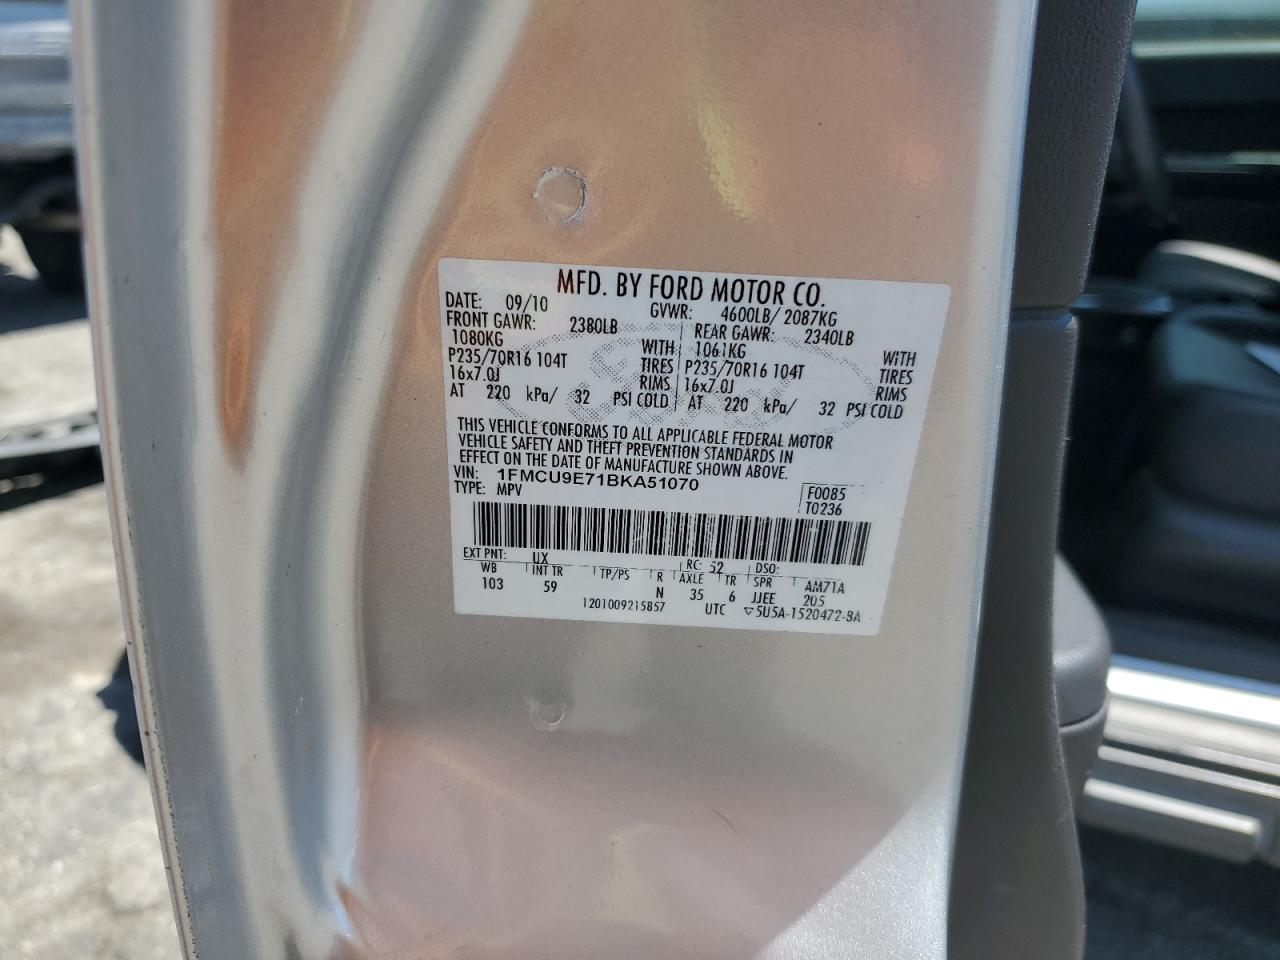 MFD. BY FORD MOTOR CO.
DATE: 09/10 GVWR: 4600LB/ 2087KG
FRONT GAWR: 2380LB REAR GAWR: 2340LB
1080KG WITH 1061KG WITH
P235/70R16 104T TIRES P235/70R16 104T TIRES
16x7.0J RIMS 16x7.0J RIMS
AT 220 kPa/ 32 PSI COLD AT 220 kPa/ 32 PSI COLD
THIS VEHICLE CONFORMS TO ALL APPLICABLE FEDERAL MOTOR
VEHICLE SAFETY AND THEFT PREVENTION STANDARDS IN
EFFECT ON THE DATE OF MANUFACTURE SHOWN ABOVE.
VIN: 1FMCU9E71BKA51070
TYPE: MPV F0085
T0236
EXT PNT: UX RC: 52 DSO:
WB INT TR TP/PS R AXLE TR SPR AM71A
103 59 N 35 6 JJEE 205
1201009215857 UTC ▽5U5A-1520472-BA